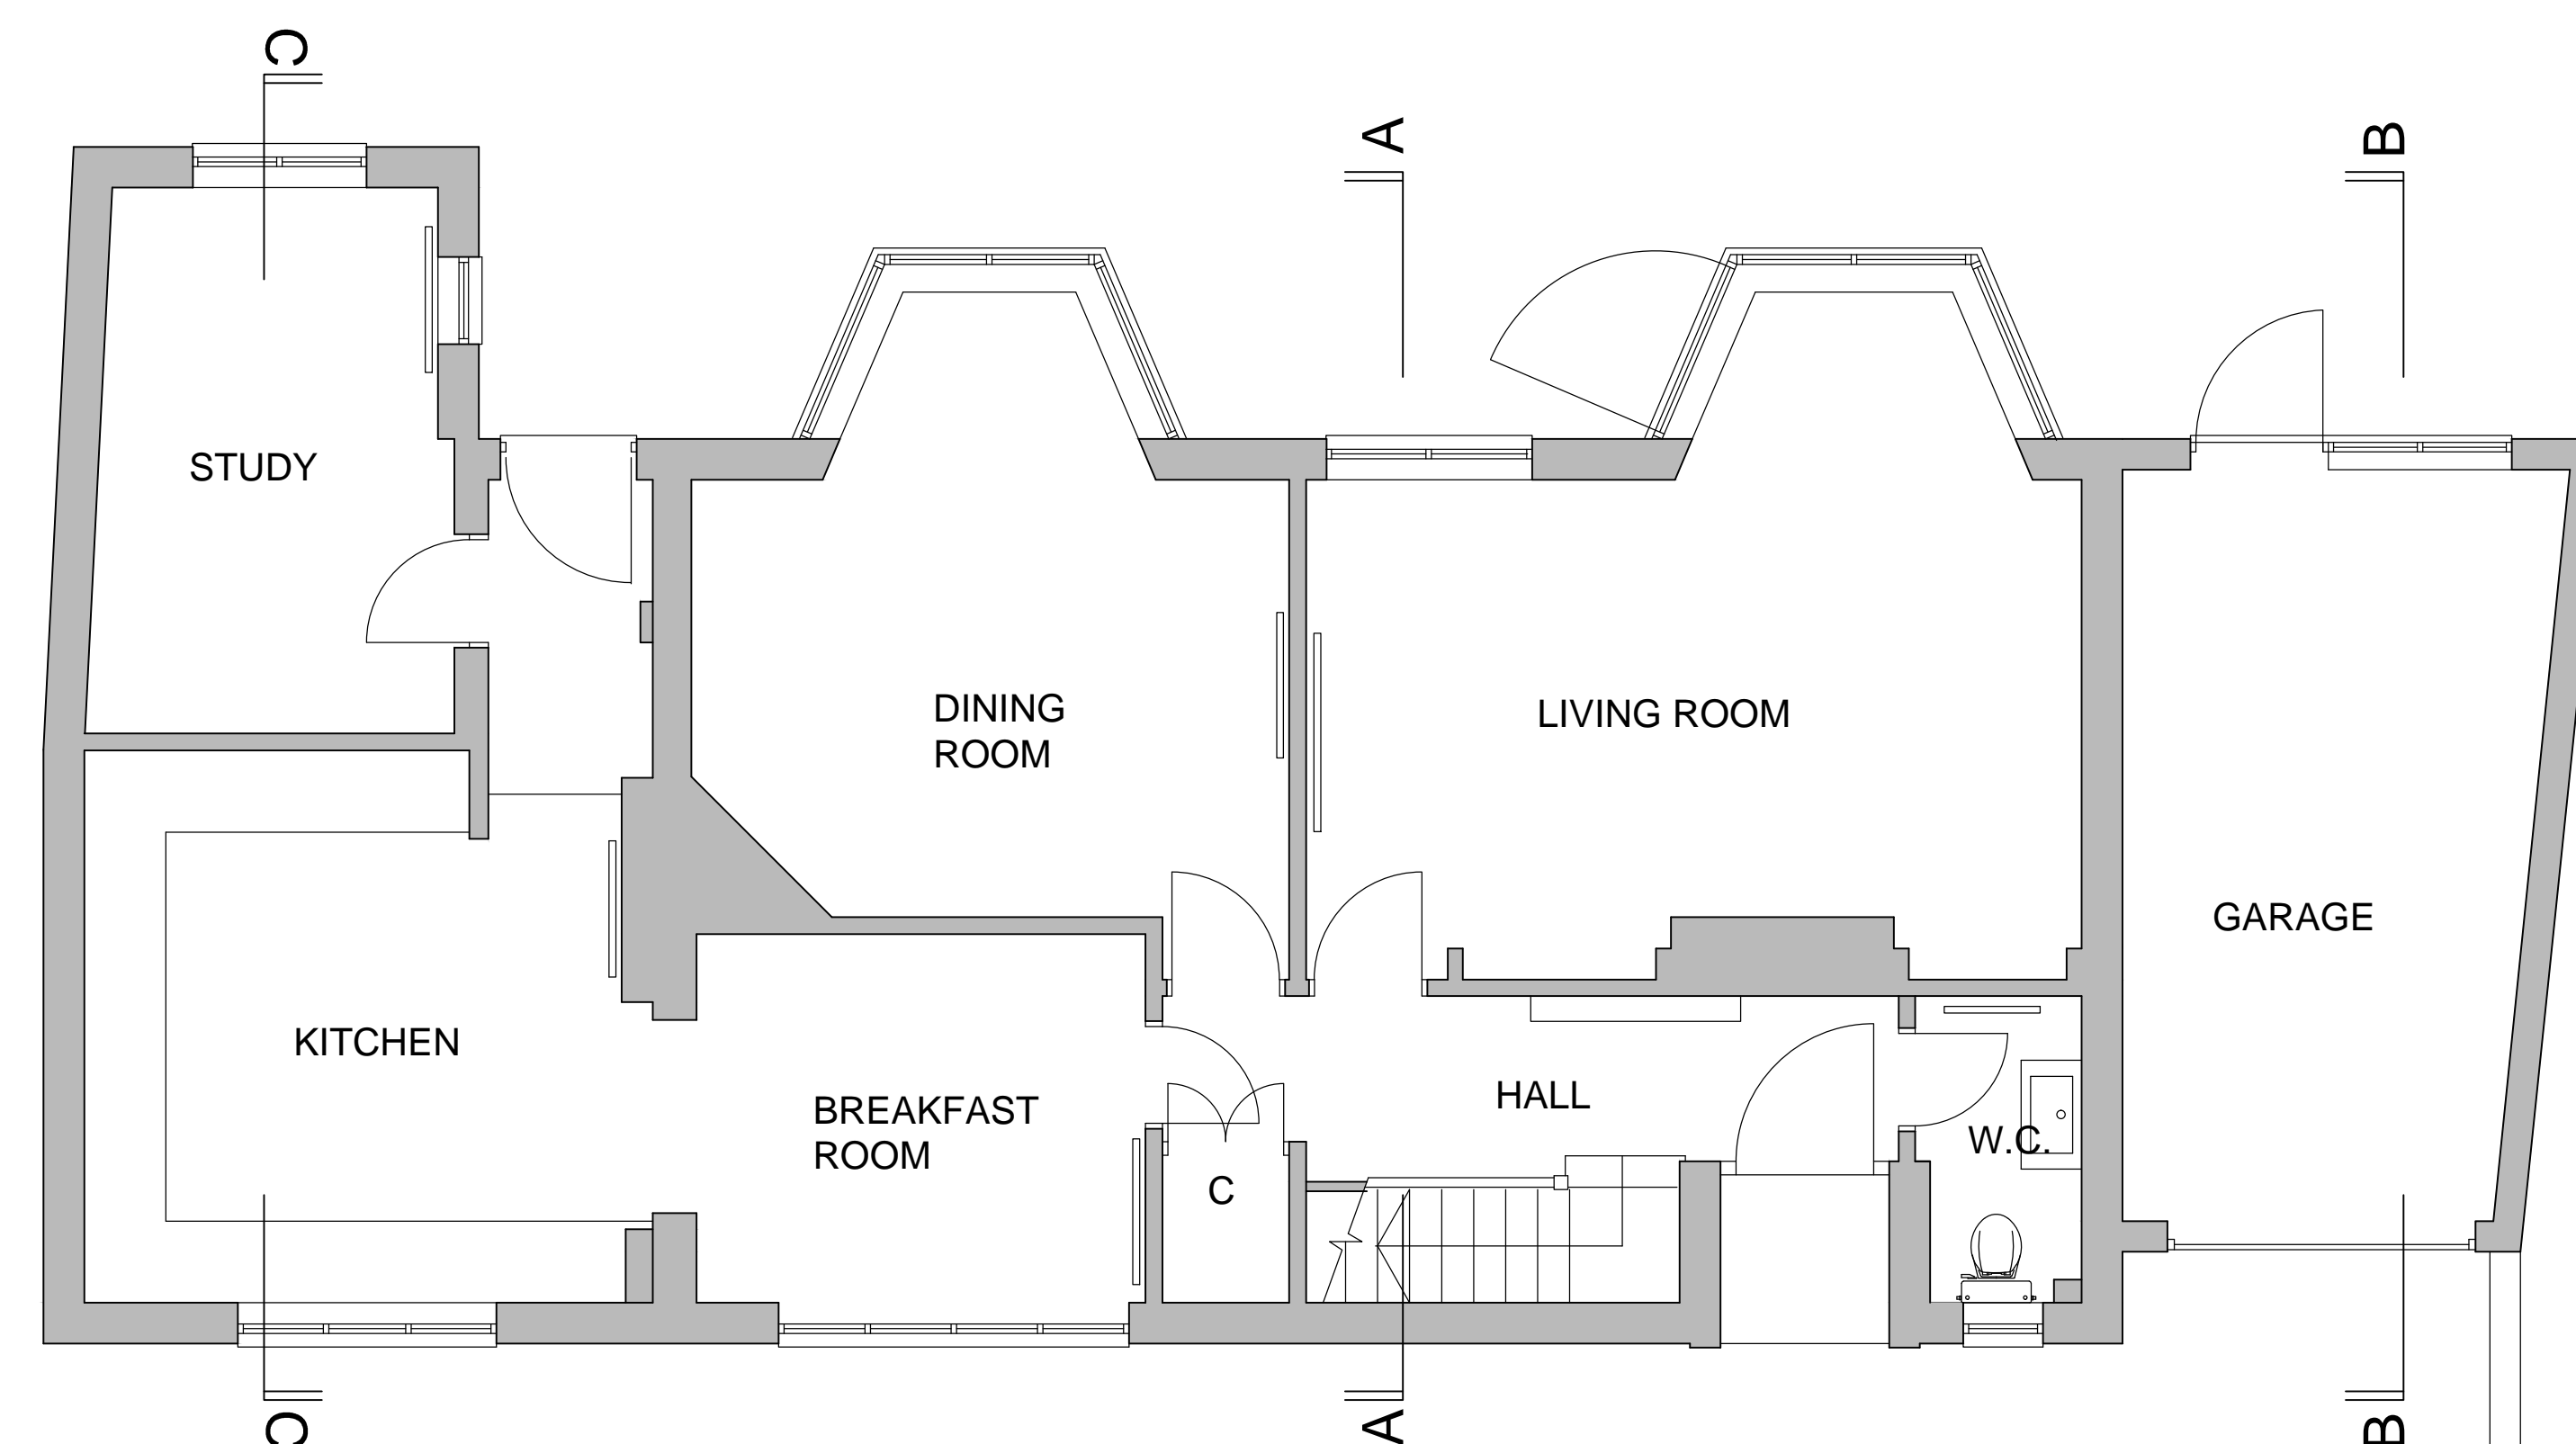 C
A
B
STUDY
DINING
ROOM
LIVING ROOM
GARAGE
KITCHEN
BREAKFAST
ROOM
HALL
W.C.
C
C
A
B